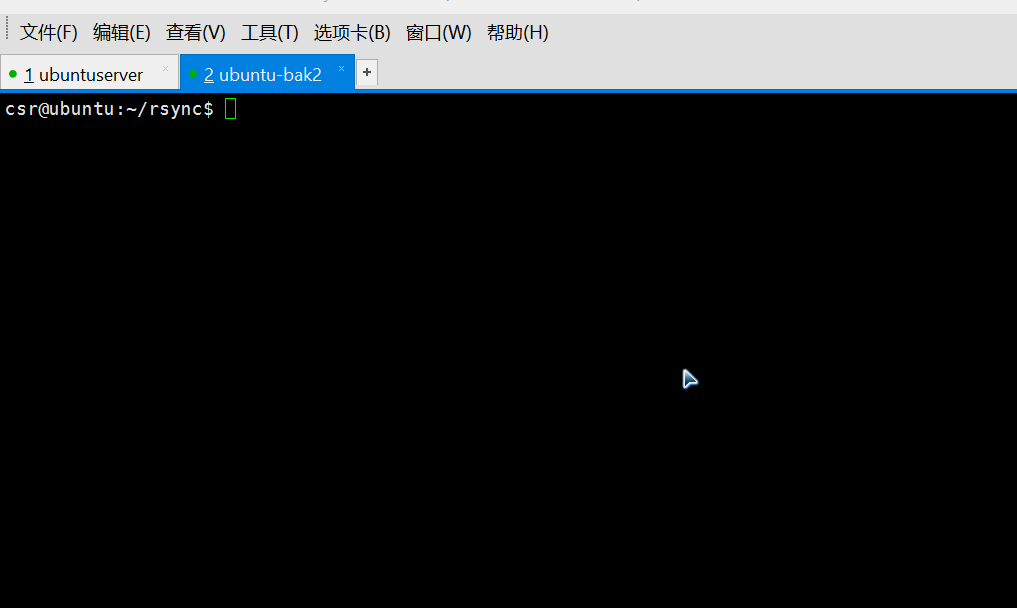 文件(F) 编辑(E) 查看(V) 工具(T) 选项卡(B) 窗口(W) 帮助(H)
1 ubuntuserver × 2 ubuntu-bak2 × +
csr@ubuntu:~/rsync$